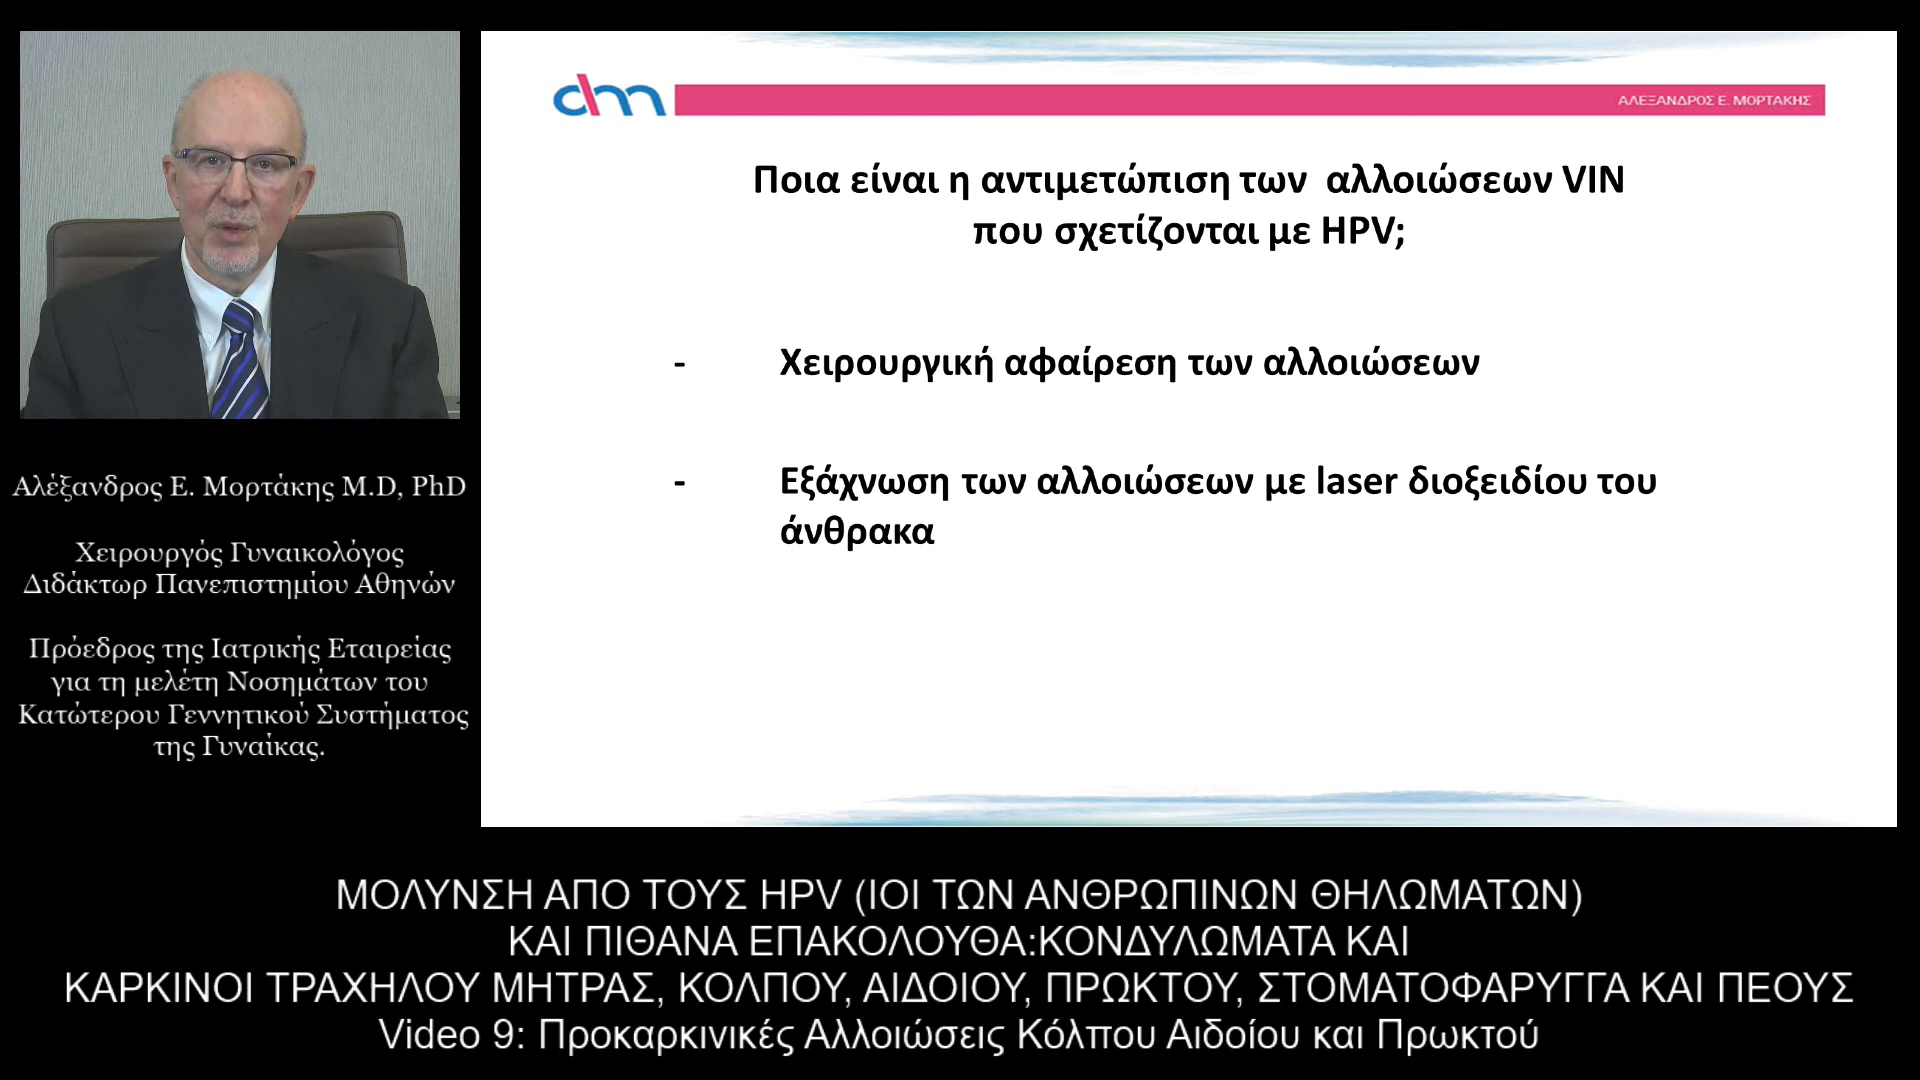 dm
ΑΛΕΞΑΝΔΡΟΣ Ε. ΜΟΡΤΑΚΗΣ
Ποια είναι η αντιμετώπιση των αλλοιώσεων VIN
που σχετίζονται με HPV;
- Χειρουργική αφαίρεση των αλλοιώσεων
- Εξάχνωση των αλλοιώσεων με laser διοξειδίου του
άνθρακα
Αλέξανδρος Ε. Μορτάκης M.D, PhD
Χειρουργός Γυναικολόγος
Διδάκτωρ Πανεπιστημίου Αθηνών
Πρόεδρος της Ιατρικής Εταιρείας
για τη μελέτη Νοσημάτων του
Κατώτερου Γεννητικού Συστήματος
της Γυναίκας.
ΜΟΛΥΝΣΗ ΑΠΟ ΤΟΥΣ HPV (ΙΟΙ ΤΩΝ ΑΝΘΡΩΠΙΝΩΝ ΘΗΛΩΜΑΤΩΝ)
ΚΑΙ ΠΙΘΑΝΑ ΕΠΑΚΟΛΟΥΘΑ:ΚΟΝΔΥΛΩΜΑΤΑ ΚΑΙ
ΚΑΡΚΙΝΟΙ ΤΡΑΧΗΛΟΥ ΜΗΤΡΑΣ, ΚΟΛΠΟΥ, ΑΙΔΟΙΟΥ, ΠΡΩΚΤΟΥ, ΣΤΟΜΑΤΟΦΑΡΥΓΓΑ ΚΑΙ ΠΕΟΥΣ
Video 9: Προκαρκινικές Αλλοιώσεις Κόλπου Αιδοίου και Πρωκτού